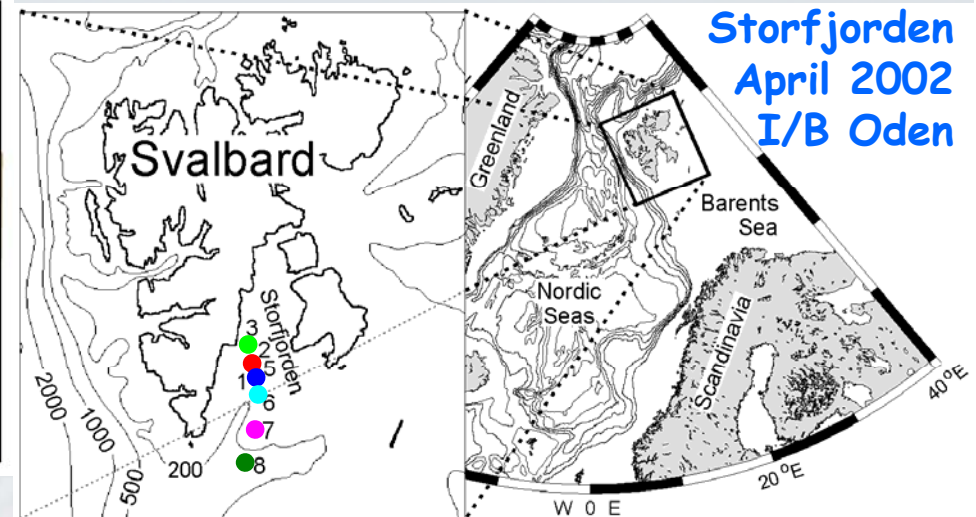 Storfjorden
April 2002
I/B Oden
Svalbard
Storfjorden
3
2
5
1
6
7
8
2000
1000
500
200
Greenland
Barents
Sea
Nordic
Seas
Scandinavia
40 °E
20 °E
W 0 E